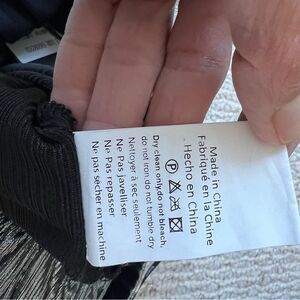 Made in China
Fabriqué en la Chine
Hecho en China
Dry clean only,do not bleach,
do not iron do not tumble dry
Nettoyer à sec seulement
Ne Pas javelliser
Ne Pas repasser
Ne pas sécher en machine